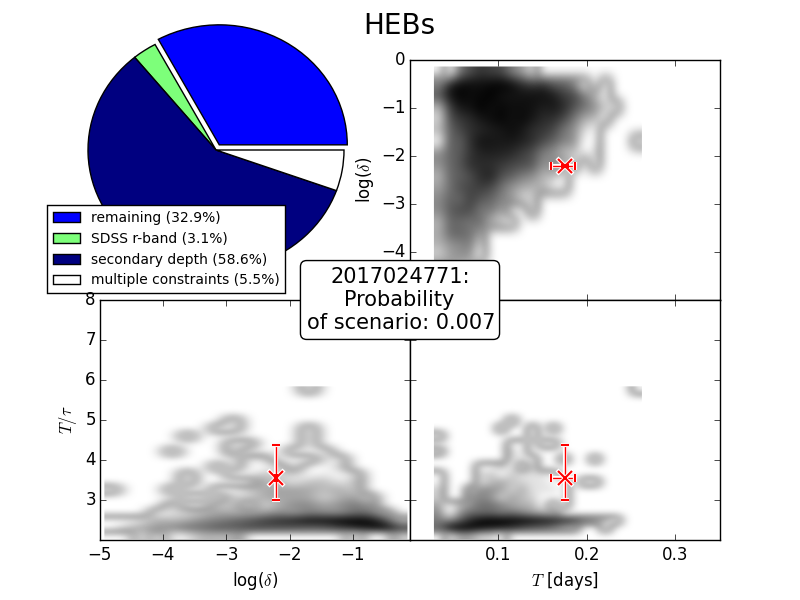 HEBs
remaining (32.9%)
SDSS r-band (3.1%)
secondary depth (58.6%)
multiple constraints (5.5%)
0
−1
−2
−3
−4
log(δ)
2017024771:
Probability
of scenario: 0.007
8
7
6
5
4
3
T/τ
−5 −4 −3 −2 −1
log(δ)
0.1 0.2 0.3
T [days]